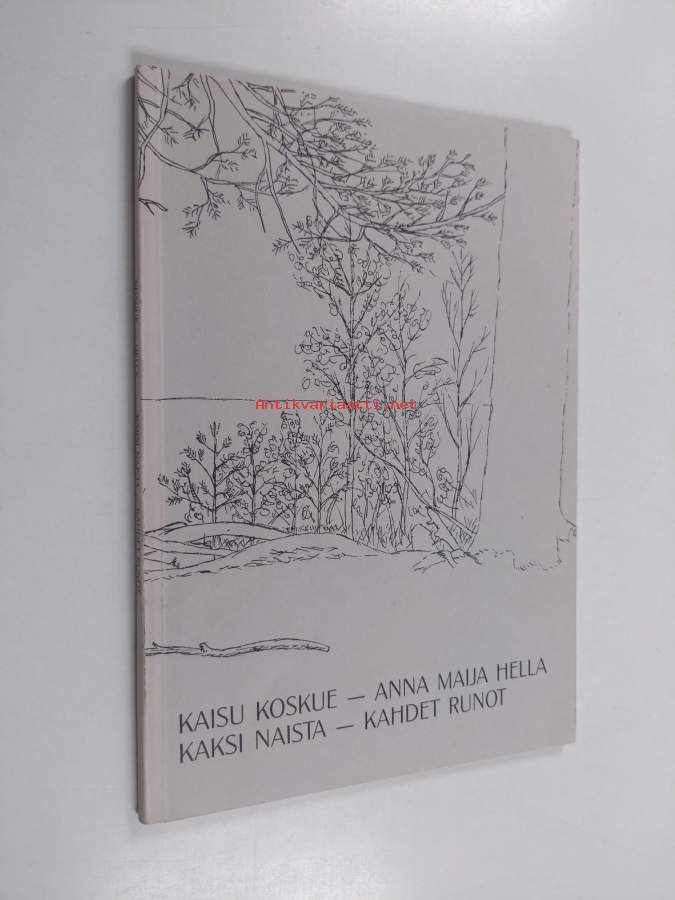 Antikvariaatti.net
KAISU KOSKUE — ANNA MAIJA HELLA
KAKSI NAISTA — KAHDET RUNOT